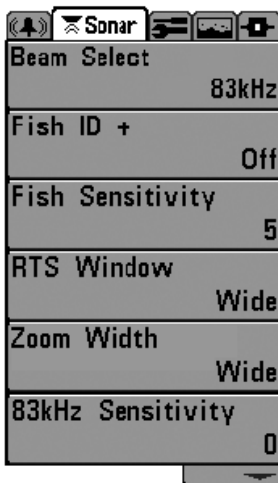 Sonar
Beam Select
83kHz
Fish ID +
Off
Fish Sensitivity
5
RTS Window
Wide
Zoom Width
Wide
83kHz Sensitivity
0